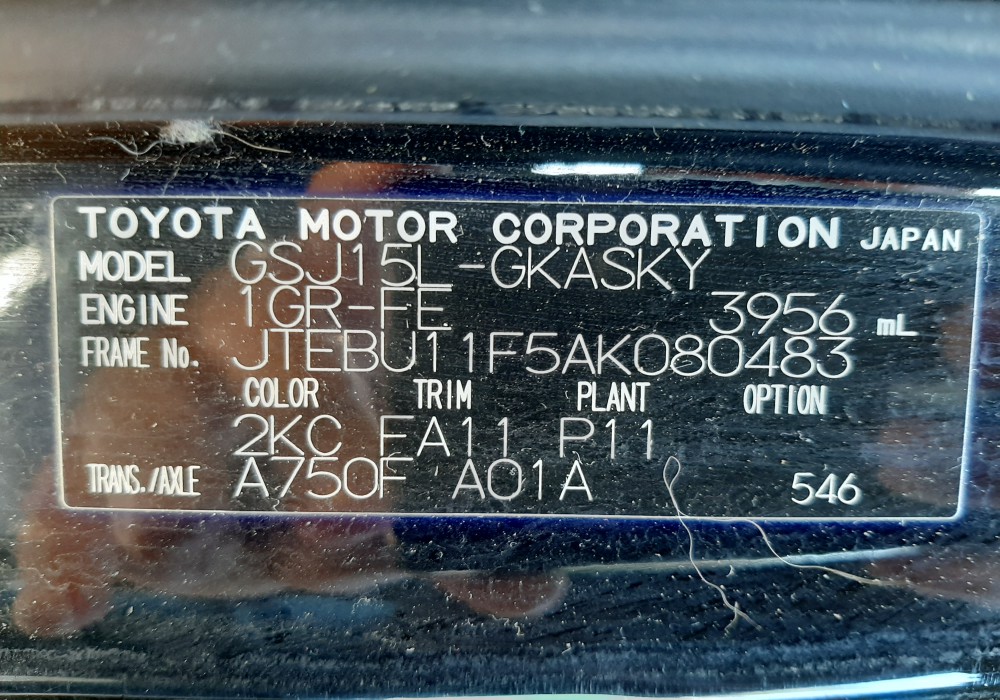 TOYOTA MOTOR CORPORATION JAPAN
MODEL GSJ15L-GKASKY
ENGINE 1GR-FE 3956 mL
FRAME No. JTEBU11F5AK080483
COLOR TRIM PLANT OPTION
2KC FA11 P11
TRANS./AXLE A750F A01A 546